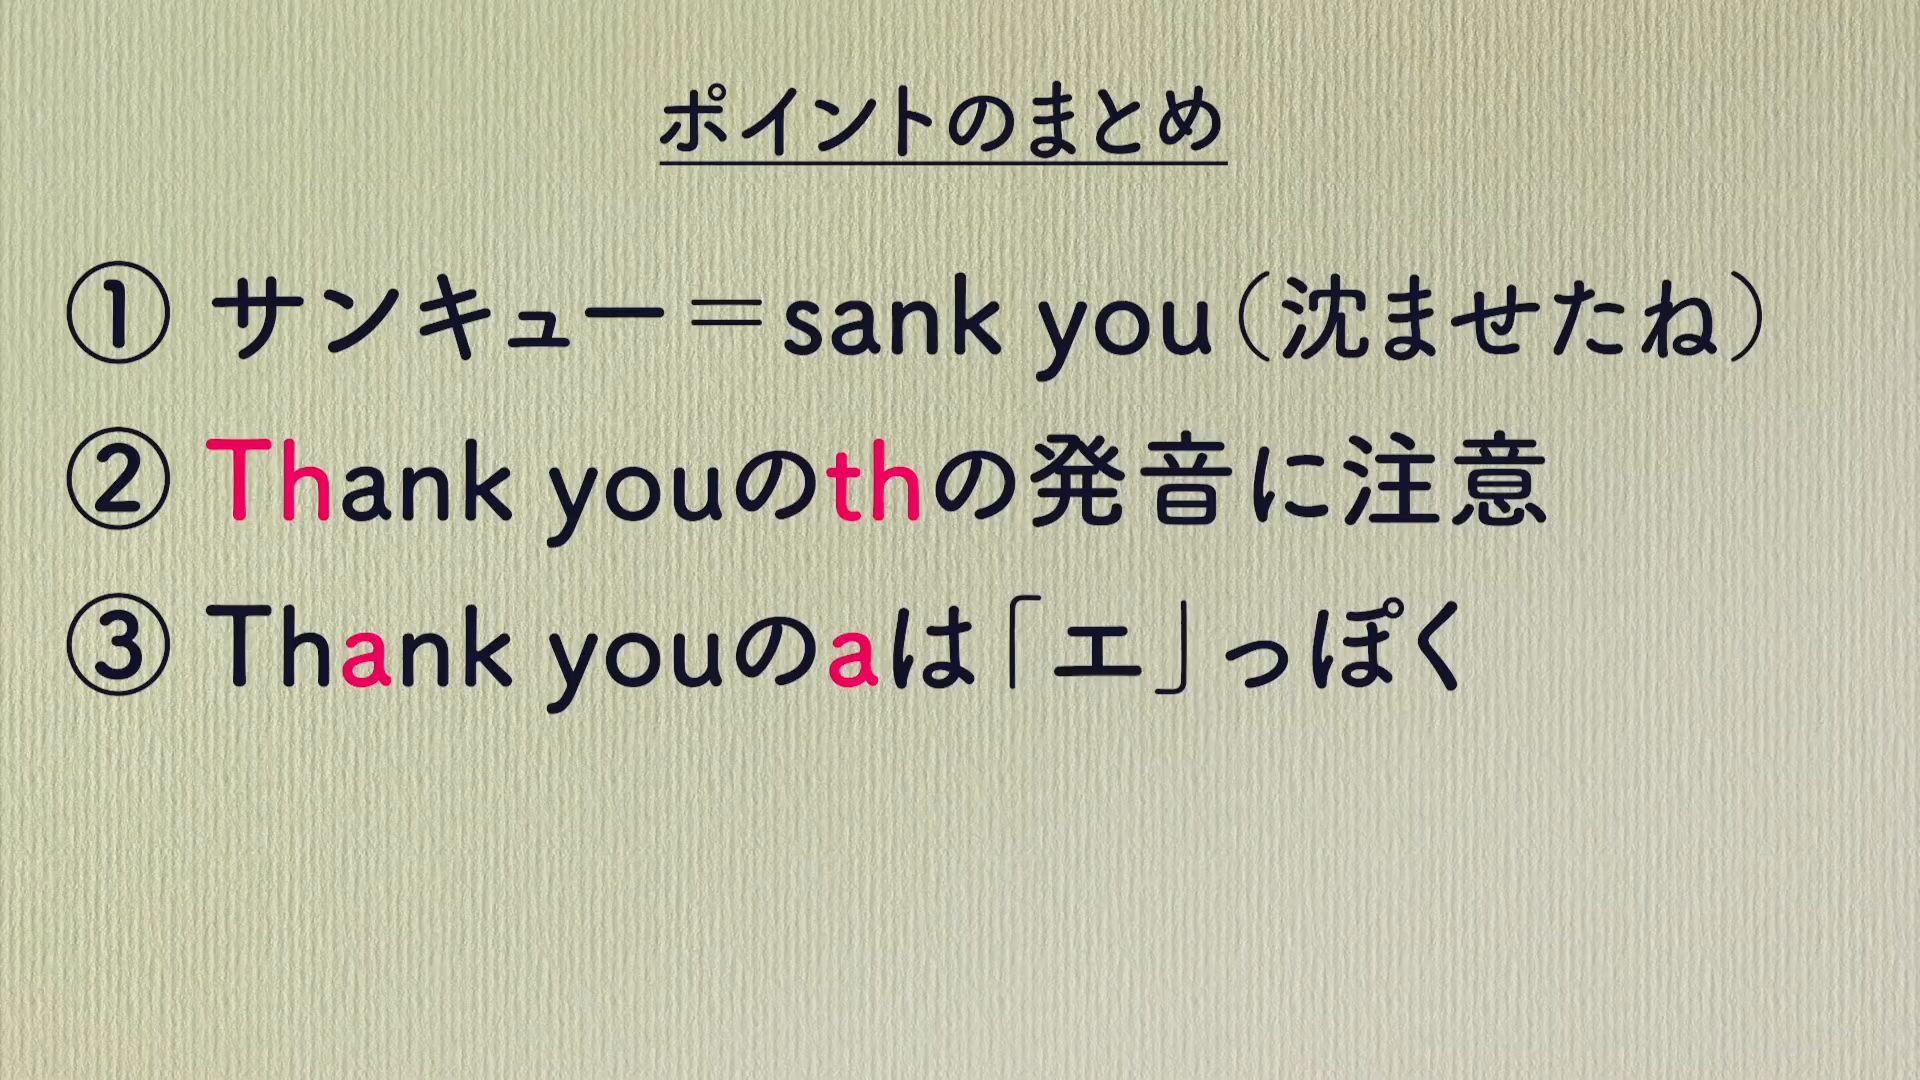 ポイントのまとめ
① サンキュー＝sank you（沈ませたね）
② Thank youのthの発音に注意
③ Thank youのaは「エ」っぽく